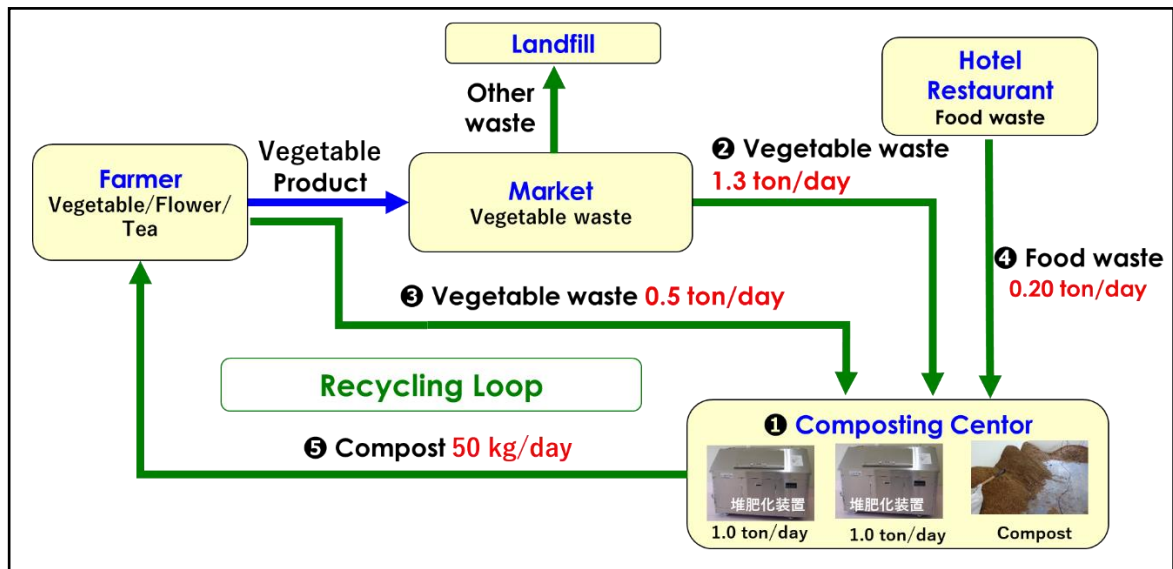 Landfill
Hotel
Restaurant
Food waste
Other
waste
Vegetable
Product
Farmer
Vegetable/Flower/
Tea
Market
Vegetable waste
❷ Vegetable waste
1.3 ton/day
❹ Food waste
0.20 ton/day
❸ Vegetable waste 0.5 ton/day
Recycling Loop
❺ Compost 50 kg/day
❶ Composting Centor
堆肥化装置
堆肥化装置
1.0 ton/day
1.0 ton/day
Compost